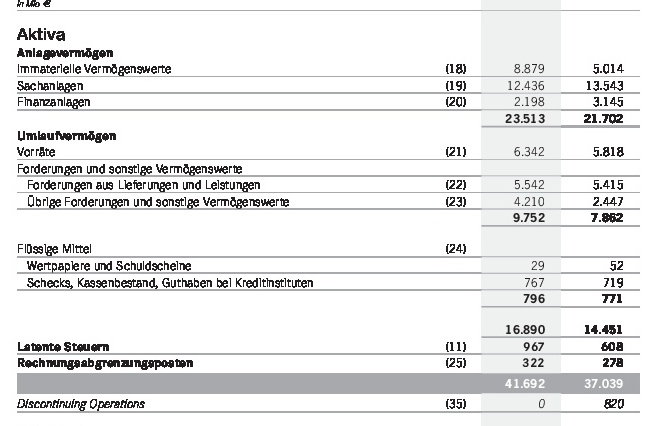 in Mio €
Aktiva
Anlagevermögen
Immaterielle Vermögenswerte (18) 8.879 5.014
Sachanlagen (19) 12.436 13.543
Finanzanlagen (20) 2.198 3.145
23.513 21.702
Umlaufvermögen
Vorräte (21) 6.342 5.818
Forderungen und sonstige Vermögenswerte
Forderungen aus Lieferungen und Leistungen (22) 5.542 5.415
Übrige Forderungen und sonstige Vermögenswerte (23) 4.210 2.447
9.752 7.862
Flüssige Mittel (24)
Wertpapiere und Schuldscheine 29 52
Schecks, Kassenbestand, Guthaben bei Kreditinstituten 767 719
796 771
16.890 14.451
Latente Steuern (11) 967 608
Rechnungsabgrenzungsposten (25) 322 278
41.692 37.039
Discontinuing Operations (35) 0 820